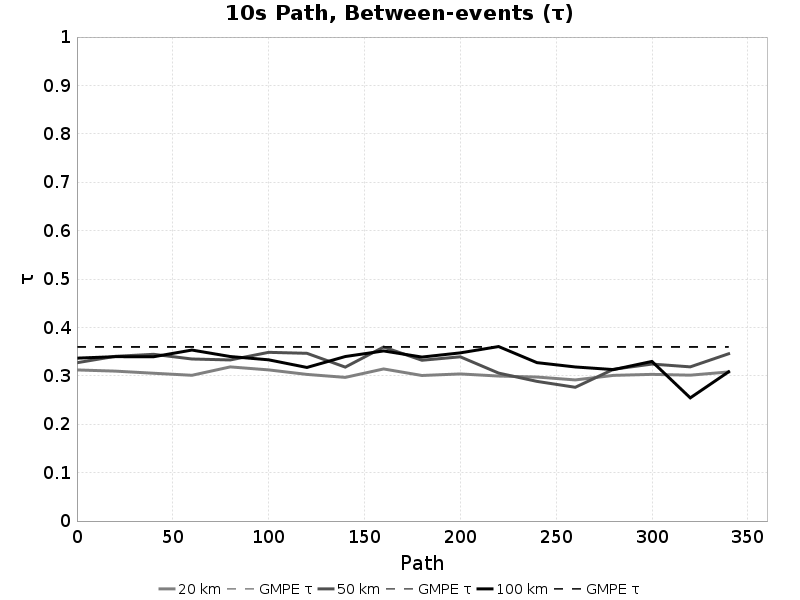 10s Path, Between-events (τ)
1
0.9
0.8
0.7
0.6
0.5
τ
0.4
0.3
0.2
0.1
0
0 50 100 150 200 250 300 350
Path
20 km GMPE τ 50 km GMPE τ 100 km GMPE τ